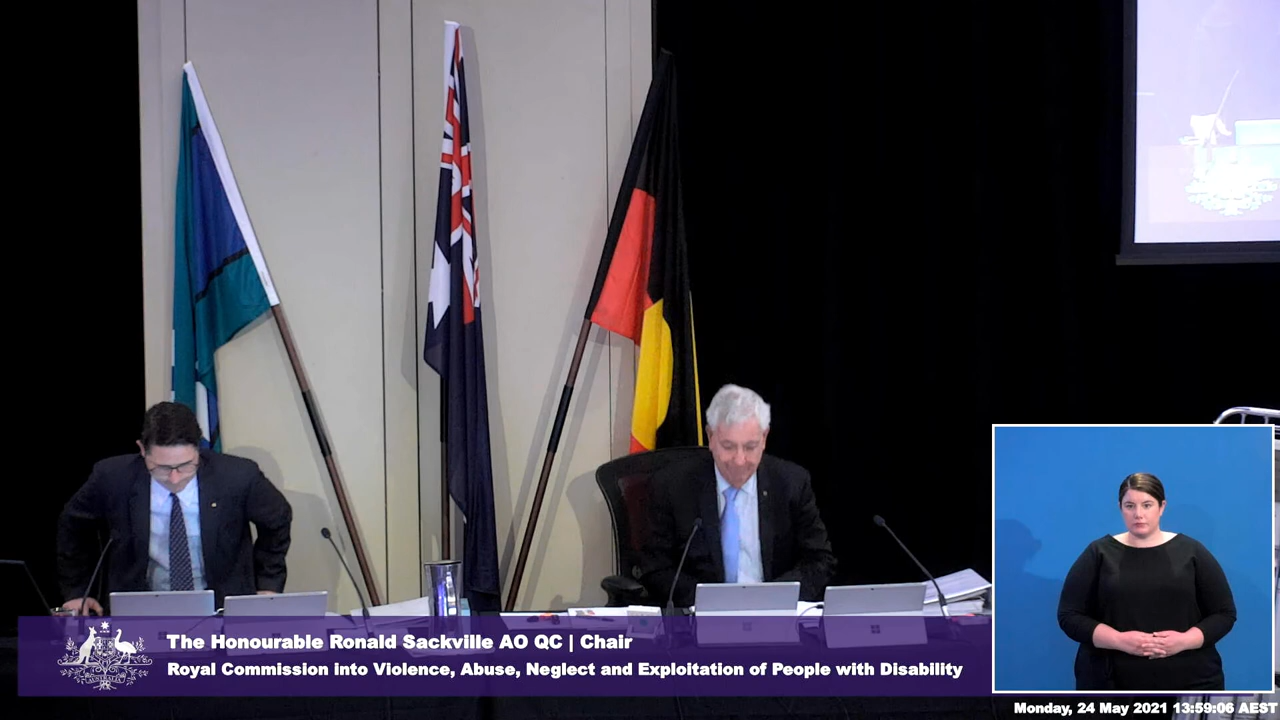 The Honourable Ronald Sackville AO QC | Chair
Royal Commission into Violence, Abuse, Neglect and Exploitation of People with Disability
AUSTRALIA
Monday, 24 May 2021 13:59:06 AEST